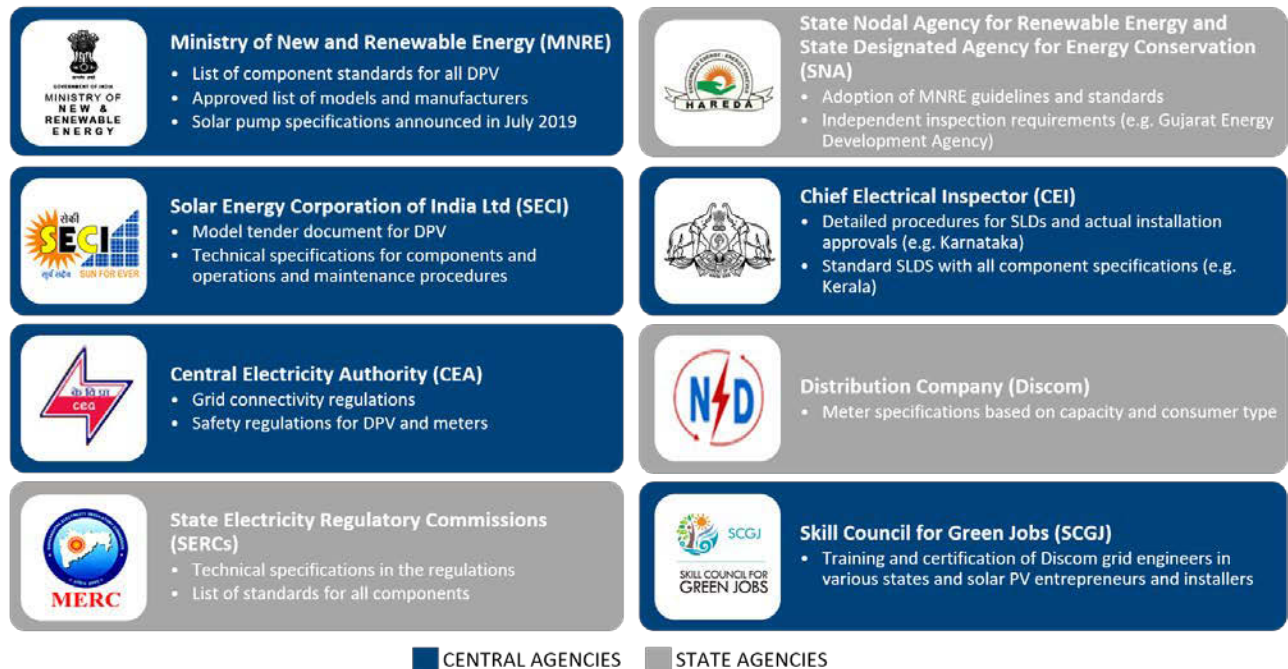 GOVERNMENT OF INDIA
MINISTRY OF
NEW &
RENEWABLE
ENERGY
Ministry of New and Renewable Energy (MNRE)
• List of component standards for all DPV
• Approved list of models and manufacturers
• Solar pump specifications announced in July 2019
HAREDA
State Nodal Agency for Renewable Energy and
State Designated Agency for Energy Conservation
(SNA)
• Adoption of MNRE guidelines and standards
• Independent inspection requirements (e.g. Gujarat Energy
Development Agency)
सेकी
SECI
SUN FOR EVER
Solar Energy Corporation of India Ltd (SECI)
• Model tender document for DPV
• Technical specifications for components and
operations and maintenance procedures
Chief Electrical Inspector (CEI)
• Detailed procedures for SLDs and actual installation
approvals (e.g. Karnataka)
• Standard SLDS with all component specifications (e.g.
Kerala)
के वि प्रा
cea
Central Electricity Authority (CEA)
• Grid connectivity regulations
• Safety regulations for DPV and meters
N D
Distribution Company (Discom)
• Meter specifications based on capacity and consumer type
MERC
State Electricity Regulatory Commissions
(SERCs)
• Technical specifications in the regulations
• List of standards for all components
SCGJ
SKILL COUNCIL FOR
GREEN JOBS
Skill Council for Green Jobs (SCGJ)
• Training and certification of Discom grid engineers in
various states and solar PV entrepreneurs and installers
CENTRAL AGENCIES
STATE AGENCIES